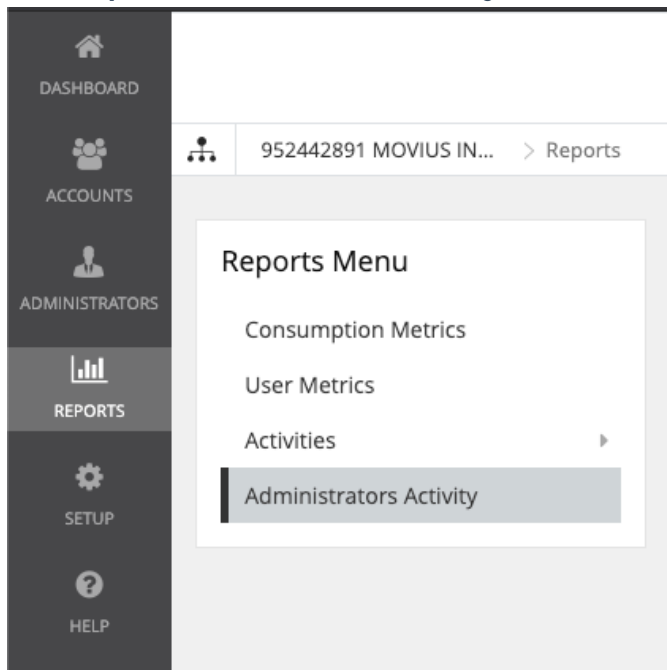 DASHBOARD
ACCOUNTS
ADMINISTRATORS
REPORTS
SETUP
HELP
952442891 MOVIUS IN... > Reports
Reports Menu
Consumption Metrics
User Metrics
Activities
Administrators Activity